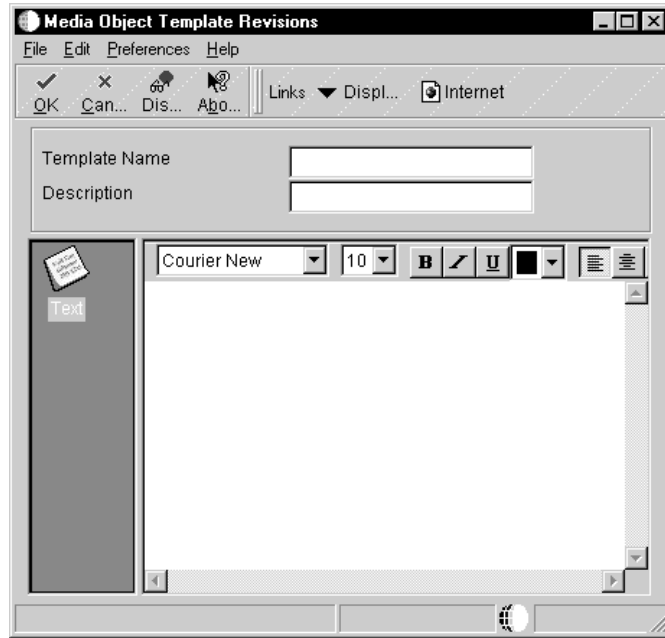 Media Object Template Revisions
File Edit Preferences Help
OK Can... Dis... Abo... Links Displ... Internet
Template Name
Description
Courier New 10 B I U
Text